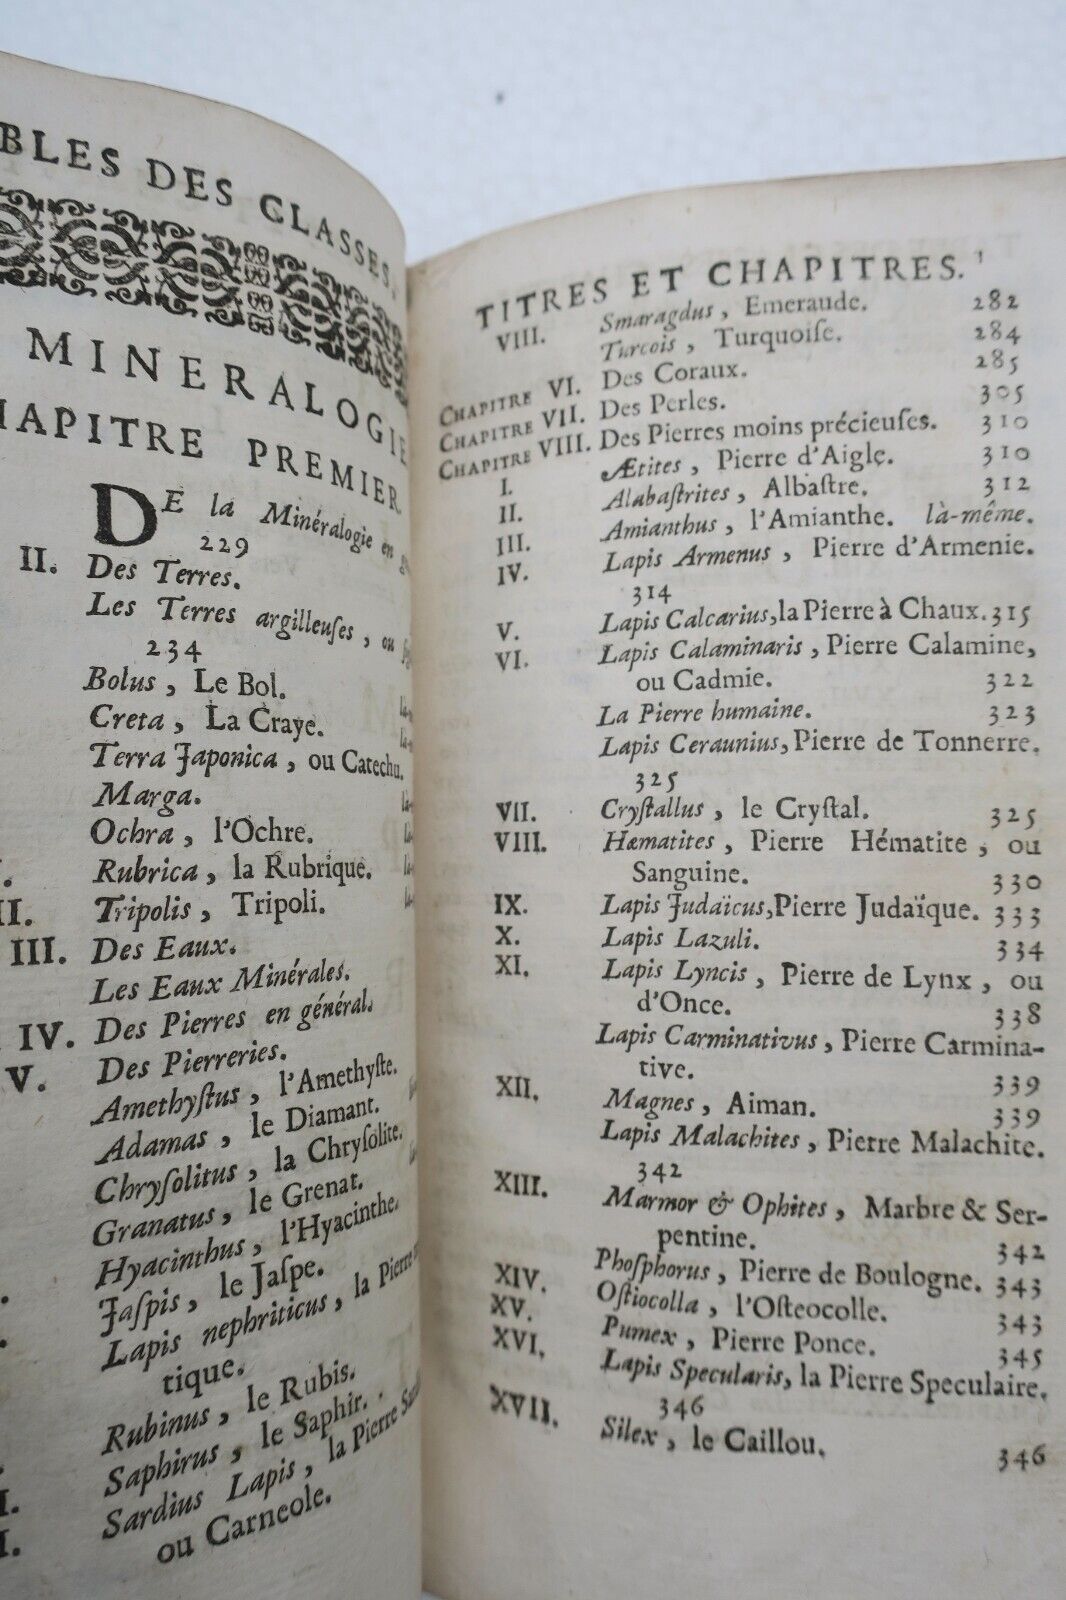 BLES DES CLASSES,
MINERALOGIE
CHAPITRE PREMIER
DE la Minéralogie en
229
II. Des Terres.
Les Terres argilleuſes, ou
234
Bolus, Le Bol.
Creta, La Craye.
Terra Japonica, ou Catechu.
Marga.
Ochra, l'Ochre.
Rubrica, la Rubrique.
II. Tripolis, Tripoli.
III. Des Eaux.
Les Eaux Minérales.
IV. Des Pierres en général.
V. Des Pierreries.
Amethyſtus, l'Amethyſte.
Adamas, le Diamant.
Chryſolitus, la Chryſolite.
Granatus, le Grenat.
Hyacinthus, l'Hyacinthe.
Jaſpis, le Jaſpe.
Lapis nephriticus, la Pierre
tique.
Rubinus, le Rubis.
Saphirus, le Saphir.
Sardius Lapis, la Pierre
ou Carneole.
TITRES ET CHAPITRES.
VIII. Smaragdus, Emeraude. 282
Turcois, Turquoiſe. 284
CHAPITRE VI. Des Coraux. 285
CHAPITRE VII. Des Perles. 305
CHAPITRE VIII. Des Pierres moins précieuſes. 310
I. Ætites, Pierre d'Aigle. 310
II. Alabaſtrites, Albaſtre. 312
III. Amianthus, l'Amianthe. là-même.
IV. Lapis Armenus, Pierre d'Armenie.
314
V. Lapis Calcarius, la Pierre à Chaux. 315
VI. Lapis Calaminaris, Pierre Calamine,
ou Cadmie. 322
La Pierre humaine. 323
Lapis Ceraunius, Pierre de Tonnerre.
325
VII. Cryſtallus, le Cryſtal. 325
VIII. Hæmatites, Pierre Hématite, ou
Sanguine. 330
IX. Lapis Judaïcus, Pierre Judaïque. 333
X. Lapis Lazuli. 334
XI. Lapis Lyncis, Pierre de Lynx, ou
d'Once. 338
Lapis Carminativus, Pierre Carmina-
tive. 339
XII. Magnes, Aiman. 339
Lapis Malachites, Pierre Malachite.
342
XIII. Marmor & Ophites, Marbre & Ser-
pentine. 342
Phoſphorus, Pierre de Boulogne. 343
XIV. Oſtiocolla, l'Oſteocolle. 343
XV. Pumex, Pierre Ponce. 345
XVI. Lapis Specularis, la Pierre Speculaire.
346
XVII. Silex, le Caillou. 346